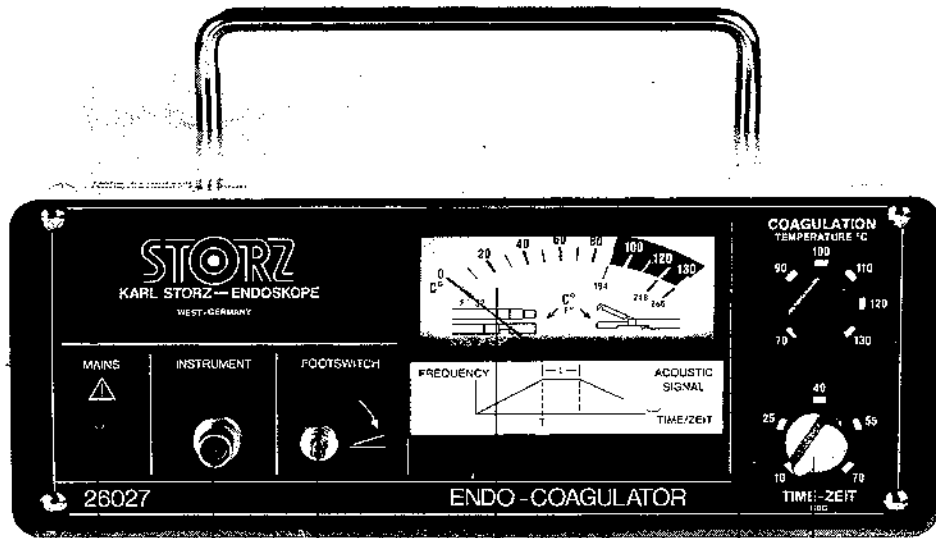 STORZ
KARL STORZ — ENDOSKOPE
WEST-GERMANY
MAINS
INSTRUMENT
FOOTSWITCH
0 20 40 60 80 100 120 130
C°
32
194
248
266
C°
F°
FREQUENCY
t
ACOUSTIC
SIGNAL
T
TIME/ZEIT
COAGULATION
TEMPERATURE °C
100
90 110
120
70 130
40
25 55
10 70
TIME-ZEIT
26027
ENDO-COAGULATOR